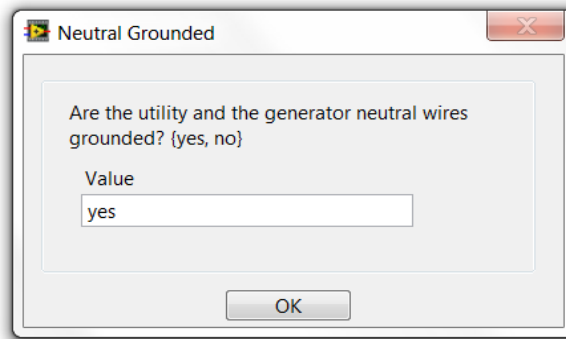 Neutral Grounded
Are the utility and the generator neutral wires
grounded? {yes, no}
Value
yes
OK